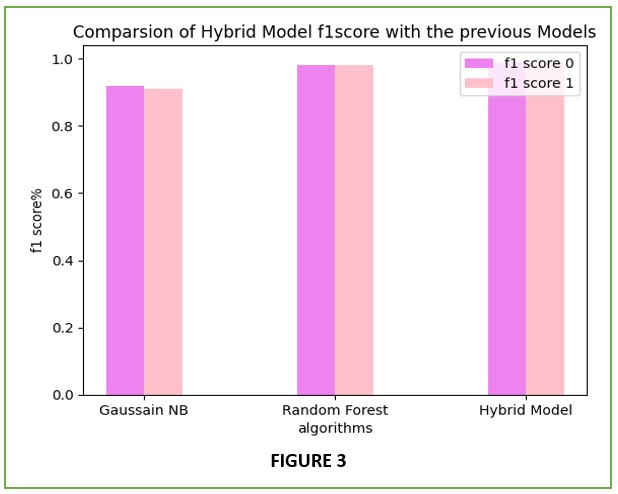 Comparsion of Hybrid Model f1score with the previous Models
f1 score 0
f1 score 1
1.0
0.8
0.6
0.4
0.2
0.0
f1 score%
Gaussain NB Random Forest Hybrid Model
algorithms
FIGURE 3